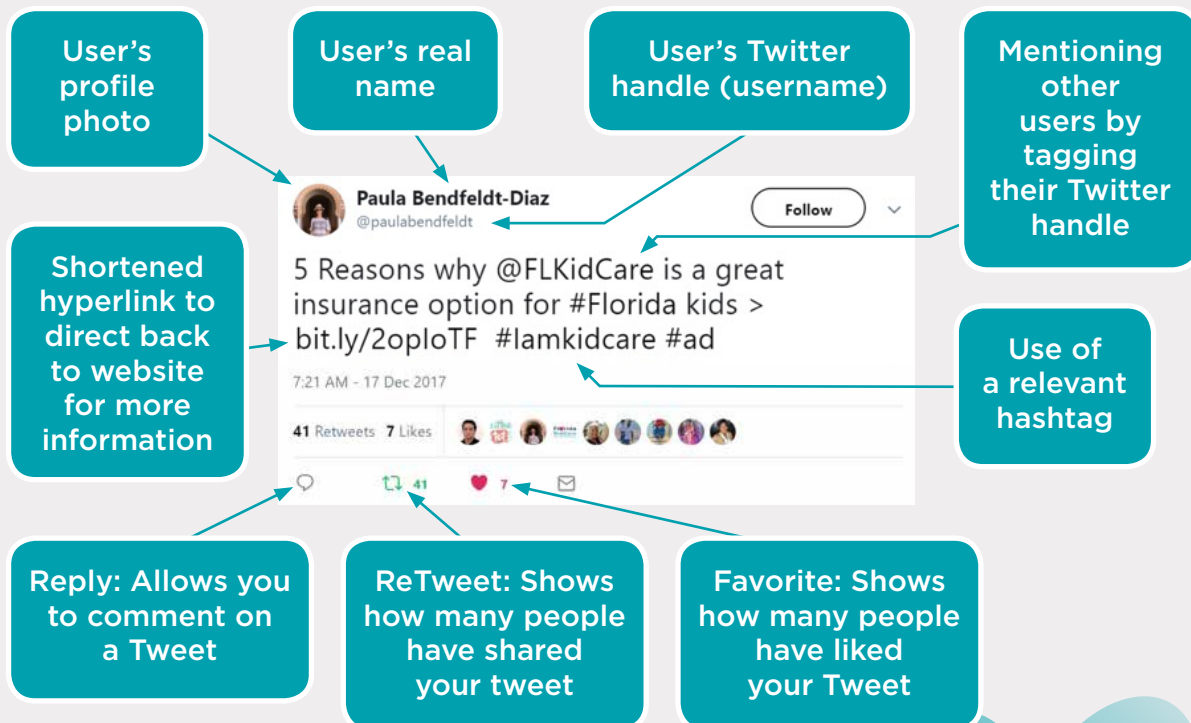 User's
profile
photo
User's real
name
User's Twitter
handle (username)
Mentioning
other
users by
tagging
their Twitter
handle
Paula Bendfeldt-Diaz
@paulabendfeldt
Follow
5 Reasons why @FLKidCare is a great
insurance option for #Florida kids >
bit.ly/2opIoTF #Iamkidcare #ad
7:21 AM - 17 Dec 2017
41 Retweets 7 Likes
41
7
Shortened
hyperlink to
direct back
to website
for more
information
Use of
a relevant
hashtag
Reply: Allows you
to comment on
a Tweet
ReTweet: Shows
how many people
have shared
your tweet
Favorite: Shows
how many people
have liked
your Tweet